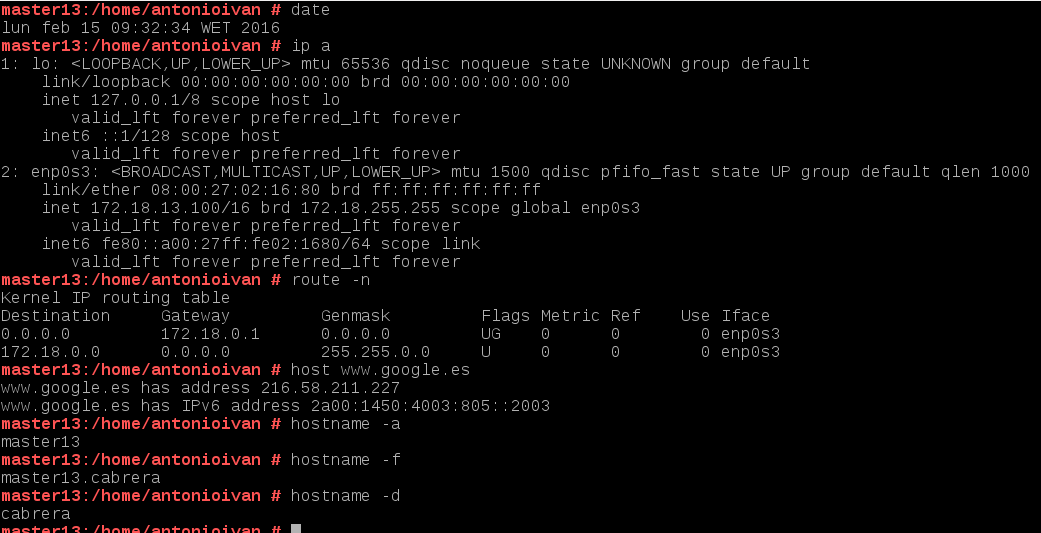 master13:/home/antonioivan # date
lun feb 15 09:32:34 WET 2016
master13:/home/antonioivan # ip a
1: lo: <LOOPBACK,UP,LOWER_UP> mtu 65536 qdisc noqueue state UNKNOWN group default
    link/loopback 00:00:00:00:00:00 brd 00:00:00:00:00:00
    inet 127.0.0.1/8 scope host lo
       valid_lft forever preferred_lft forever
    inet6 ::1/128 scope host
       valid_lft forever preferred_lft forever
2: enp0s3: <BROADCAST,MULTICAST,UP,LOWER_UP> mtu 1500 qdisc pfifo_fast state UP group default qlen 1000
    link/ether 08:00:27:02:16:80 brd ff:ff:ff:ff:ff:ff
    inet 172.18.13.100/16 brd 172.18.255.255 scope global enp0s3
       valid_lft forever preferred_lft forever
    inet6 fe80::a00:27ff:fe02:1680/64 scope link
       valid_lft forever preferred_lft forever
master13:/home/antonioivan # route -n
Kernel IP routing table
Destination     Gateway         Genmask         Flags Metric Ref    Use Iface
0.0.0.0         172.18.0.1      0.0.0.0         UG    0      0        0 enp0s3
172.18.0.0      0.0.0.0         255.255.0.0     U     0      0        0 enp0s3
master13:/home/antonioivan # host www.google.es
www.google.es has address 216.58.211.227
www.google.es has IPv6 address 2a00:1450:4003:805::2003
master13:/home/antonioivan # hostname -a
master13
master13:/home/antonioivan # hostname -f
master13.cabrera
master13:/home/antonioivan # hostname -d
cabrera
master13:/home/antonioivan #